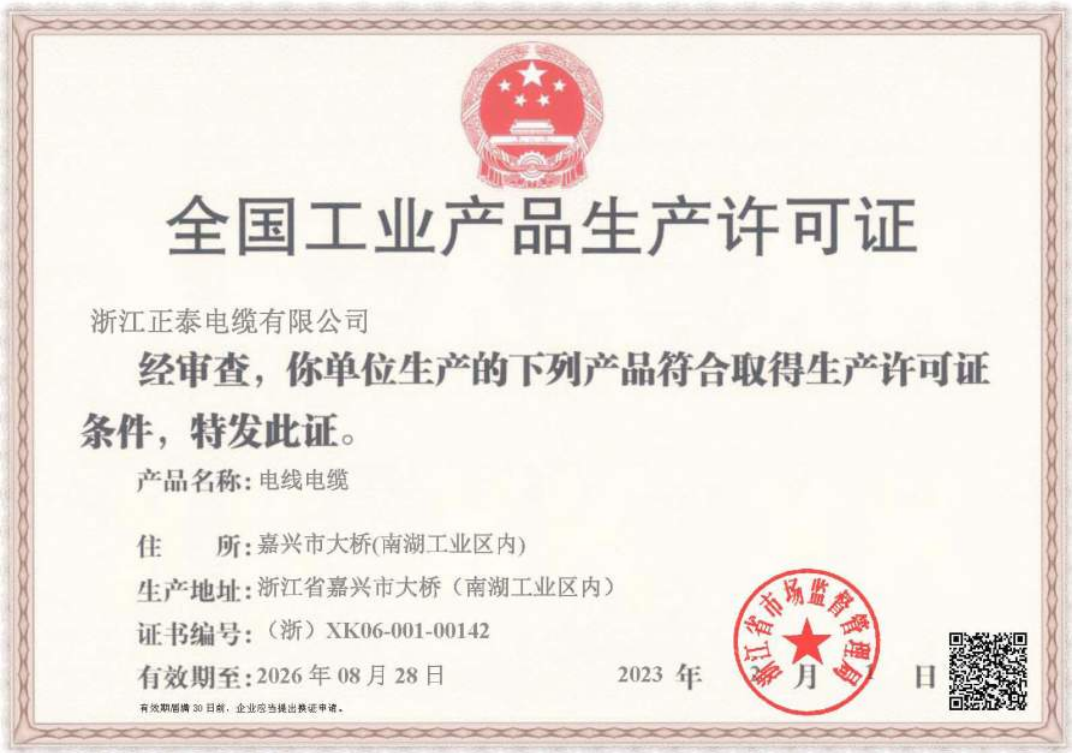 全国工业产品生产许可证
浙江正泰电缆有限公司
经审查，你单位生产的下列产品符合取得生产许可证
条件，特发此证。
产品名称: 电线电缆
住 所: 嘉兴市大桥(南湖工业区内)
生产地址: 浙江省嘉兴市大桥（南湖工业区内）
证书编号: （浙）XK06-001-00142
有效期至: 2026 年 08 月 28 日
2023 年 月 日
浙江省市场监督管理局
有效期届满 30 日前，企业应当提出换证申请。